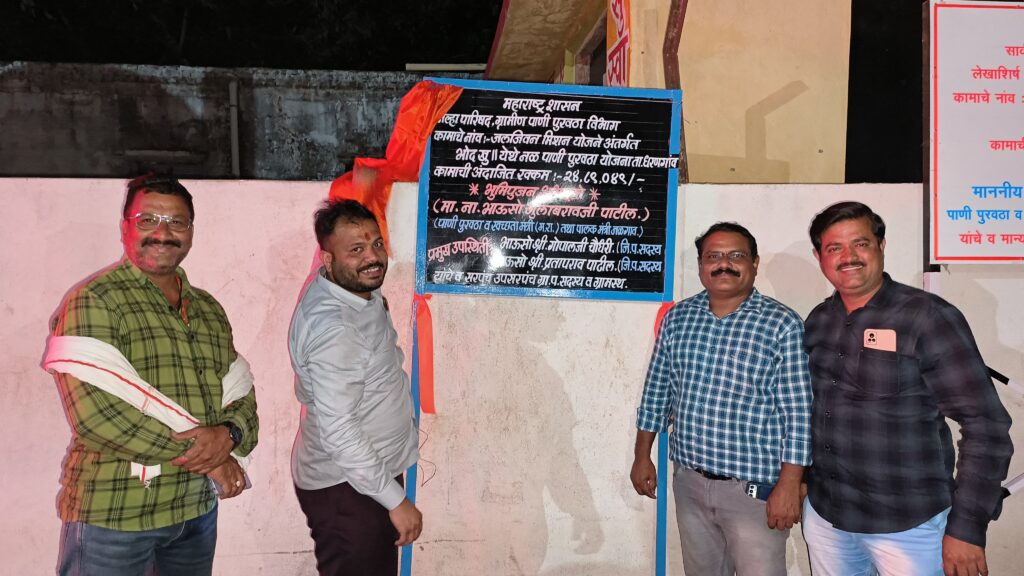 महाराष्ट्र शासन
जिल्हा परिषद, ग्रामीण पाणी पुरवठा विभाग
कामाचे नांव:- जलजिवन मिशन योजने अंतर्गत
भोद खु॥ येथे नळ पाणी पुरवठा योजना ता. धरणगांव
कामाची अंदाजित रक्कम :- २४,८९,०४९/-
* भुमिपुजन *
(मा. ना. भाऊसो गुलाबरावजी पाटील.)
(पाणी पुरवठा व स्वच्छता मंत्री (म.रा.) तथा पालक मंत्री जळगाव.)
प्रमुख उपस्थिती भाऊसो श्री. गोपालजी चौधरी. (जि.प. सदस्य
भाऊसो श्री. प्रतापराव पाटील. (जि.प. सदस्य
यांचे व सरपंच उपसरपंच ग्रा.प. सदस्य व ग्रामस्थ.
लेखाशिर्ष
कामाचे नांव
कामाची
माननीय
पाणी पुरवठा व
यांचे व मान्य